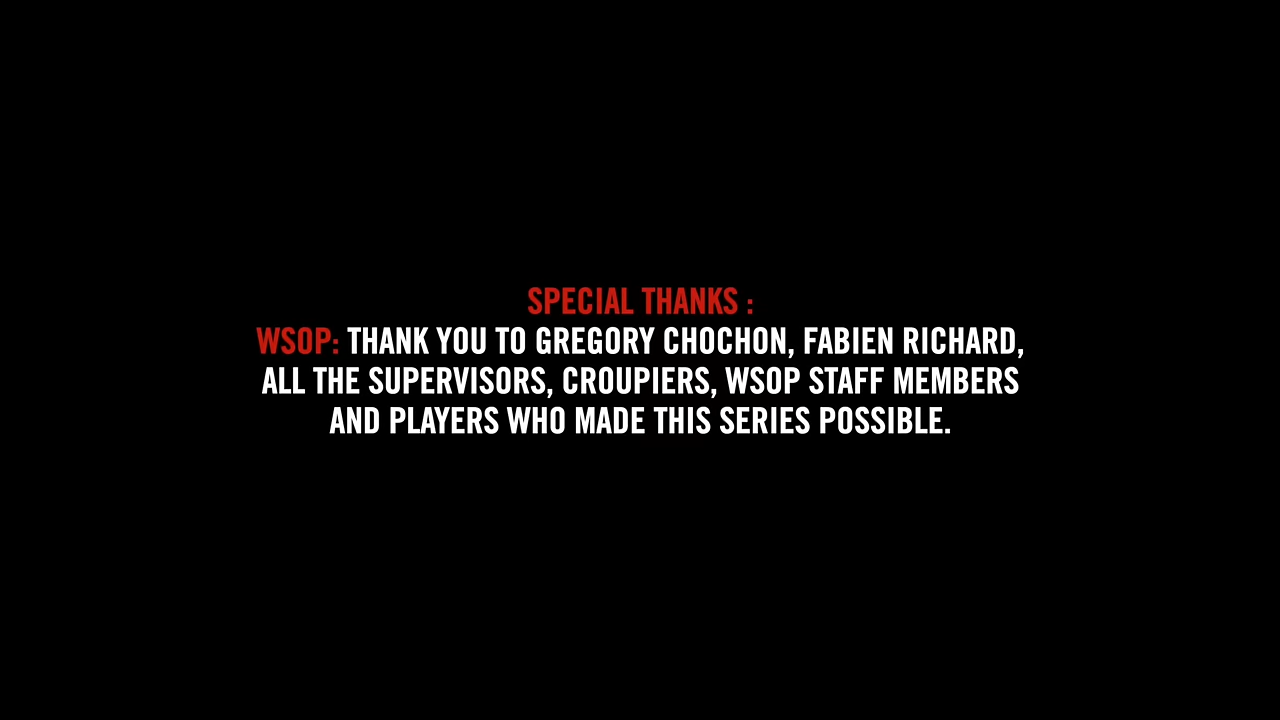 SPECIAL THANKS :
WSOP: THANK YOU TO GREGORY CHOCHON, FABIEN RICHARD,
ALL THE SUPERVISORS, CROUPIERS, WSOP STAFF MEMBERS
AND PLAYERS WHO MADE THIS SERIES POSSIBLE.